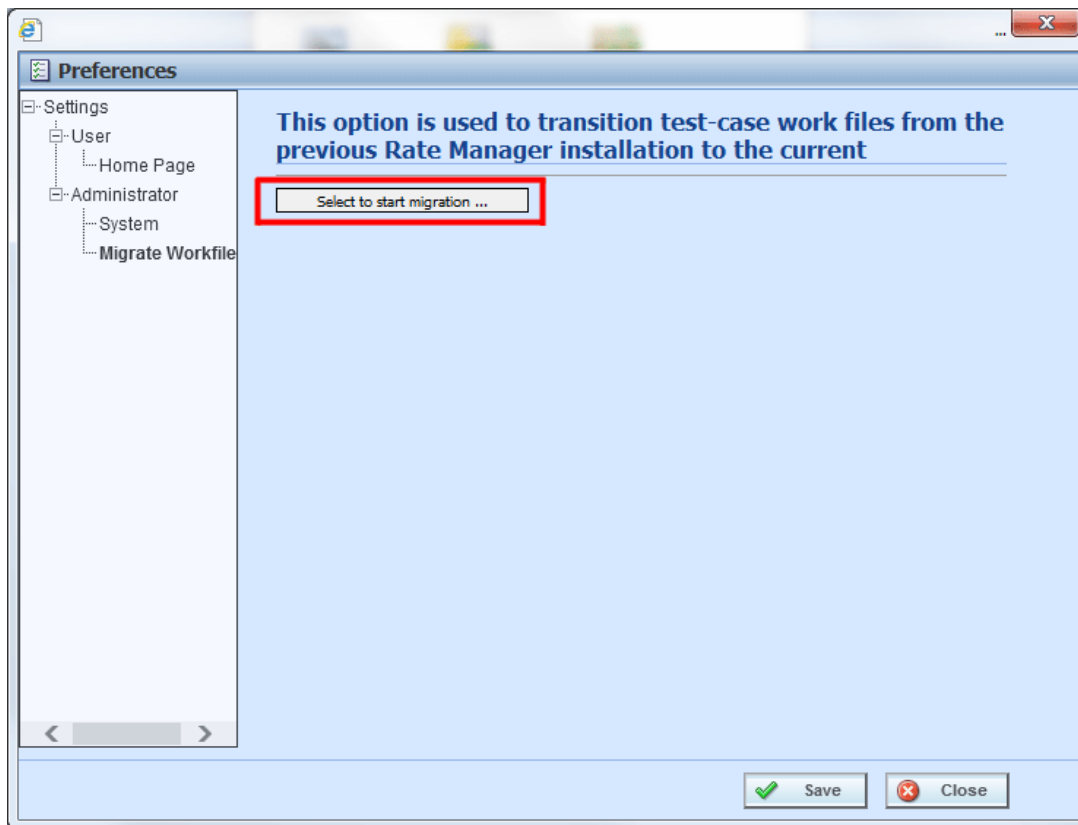 ...
Preferences
Settings
User
Home Page
Administrator
System
Migrate Workfile
This option is used to transition test-case work files from the
previous Rate Manager installation to the current
Select to start migration ...
Save
Close